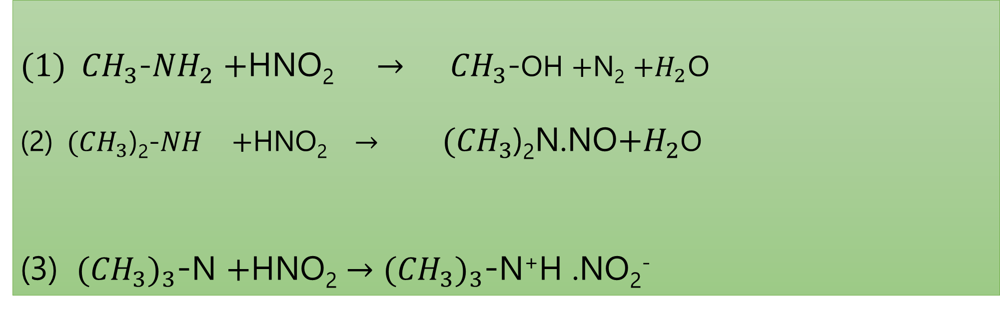 (1) 𝐶𝐻₃-𝑁𝐻₂ +HNO₂ → 𝐶𝐻₃-OH +N₂ +𝐻₂O
(2) (𝐶𝐻₃)₂-𝑁𝐻 +HNO₂ → (𝐶𝐻₃)₂N.NO+𝐻₂O
(3) (𝐶𝐻₃)₃-N +HNO₂ → (𝐶𝐻₃)₃-N⁺H .NO₂⁻